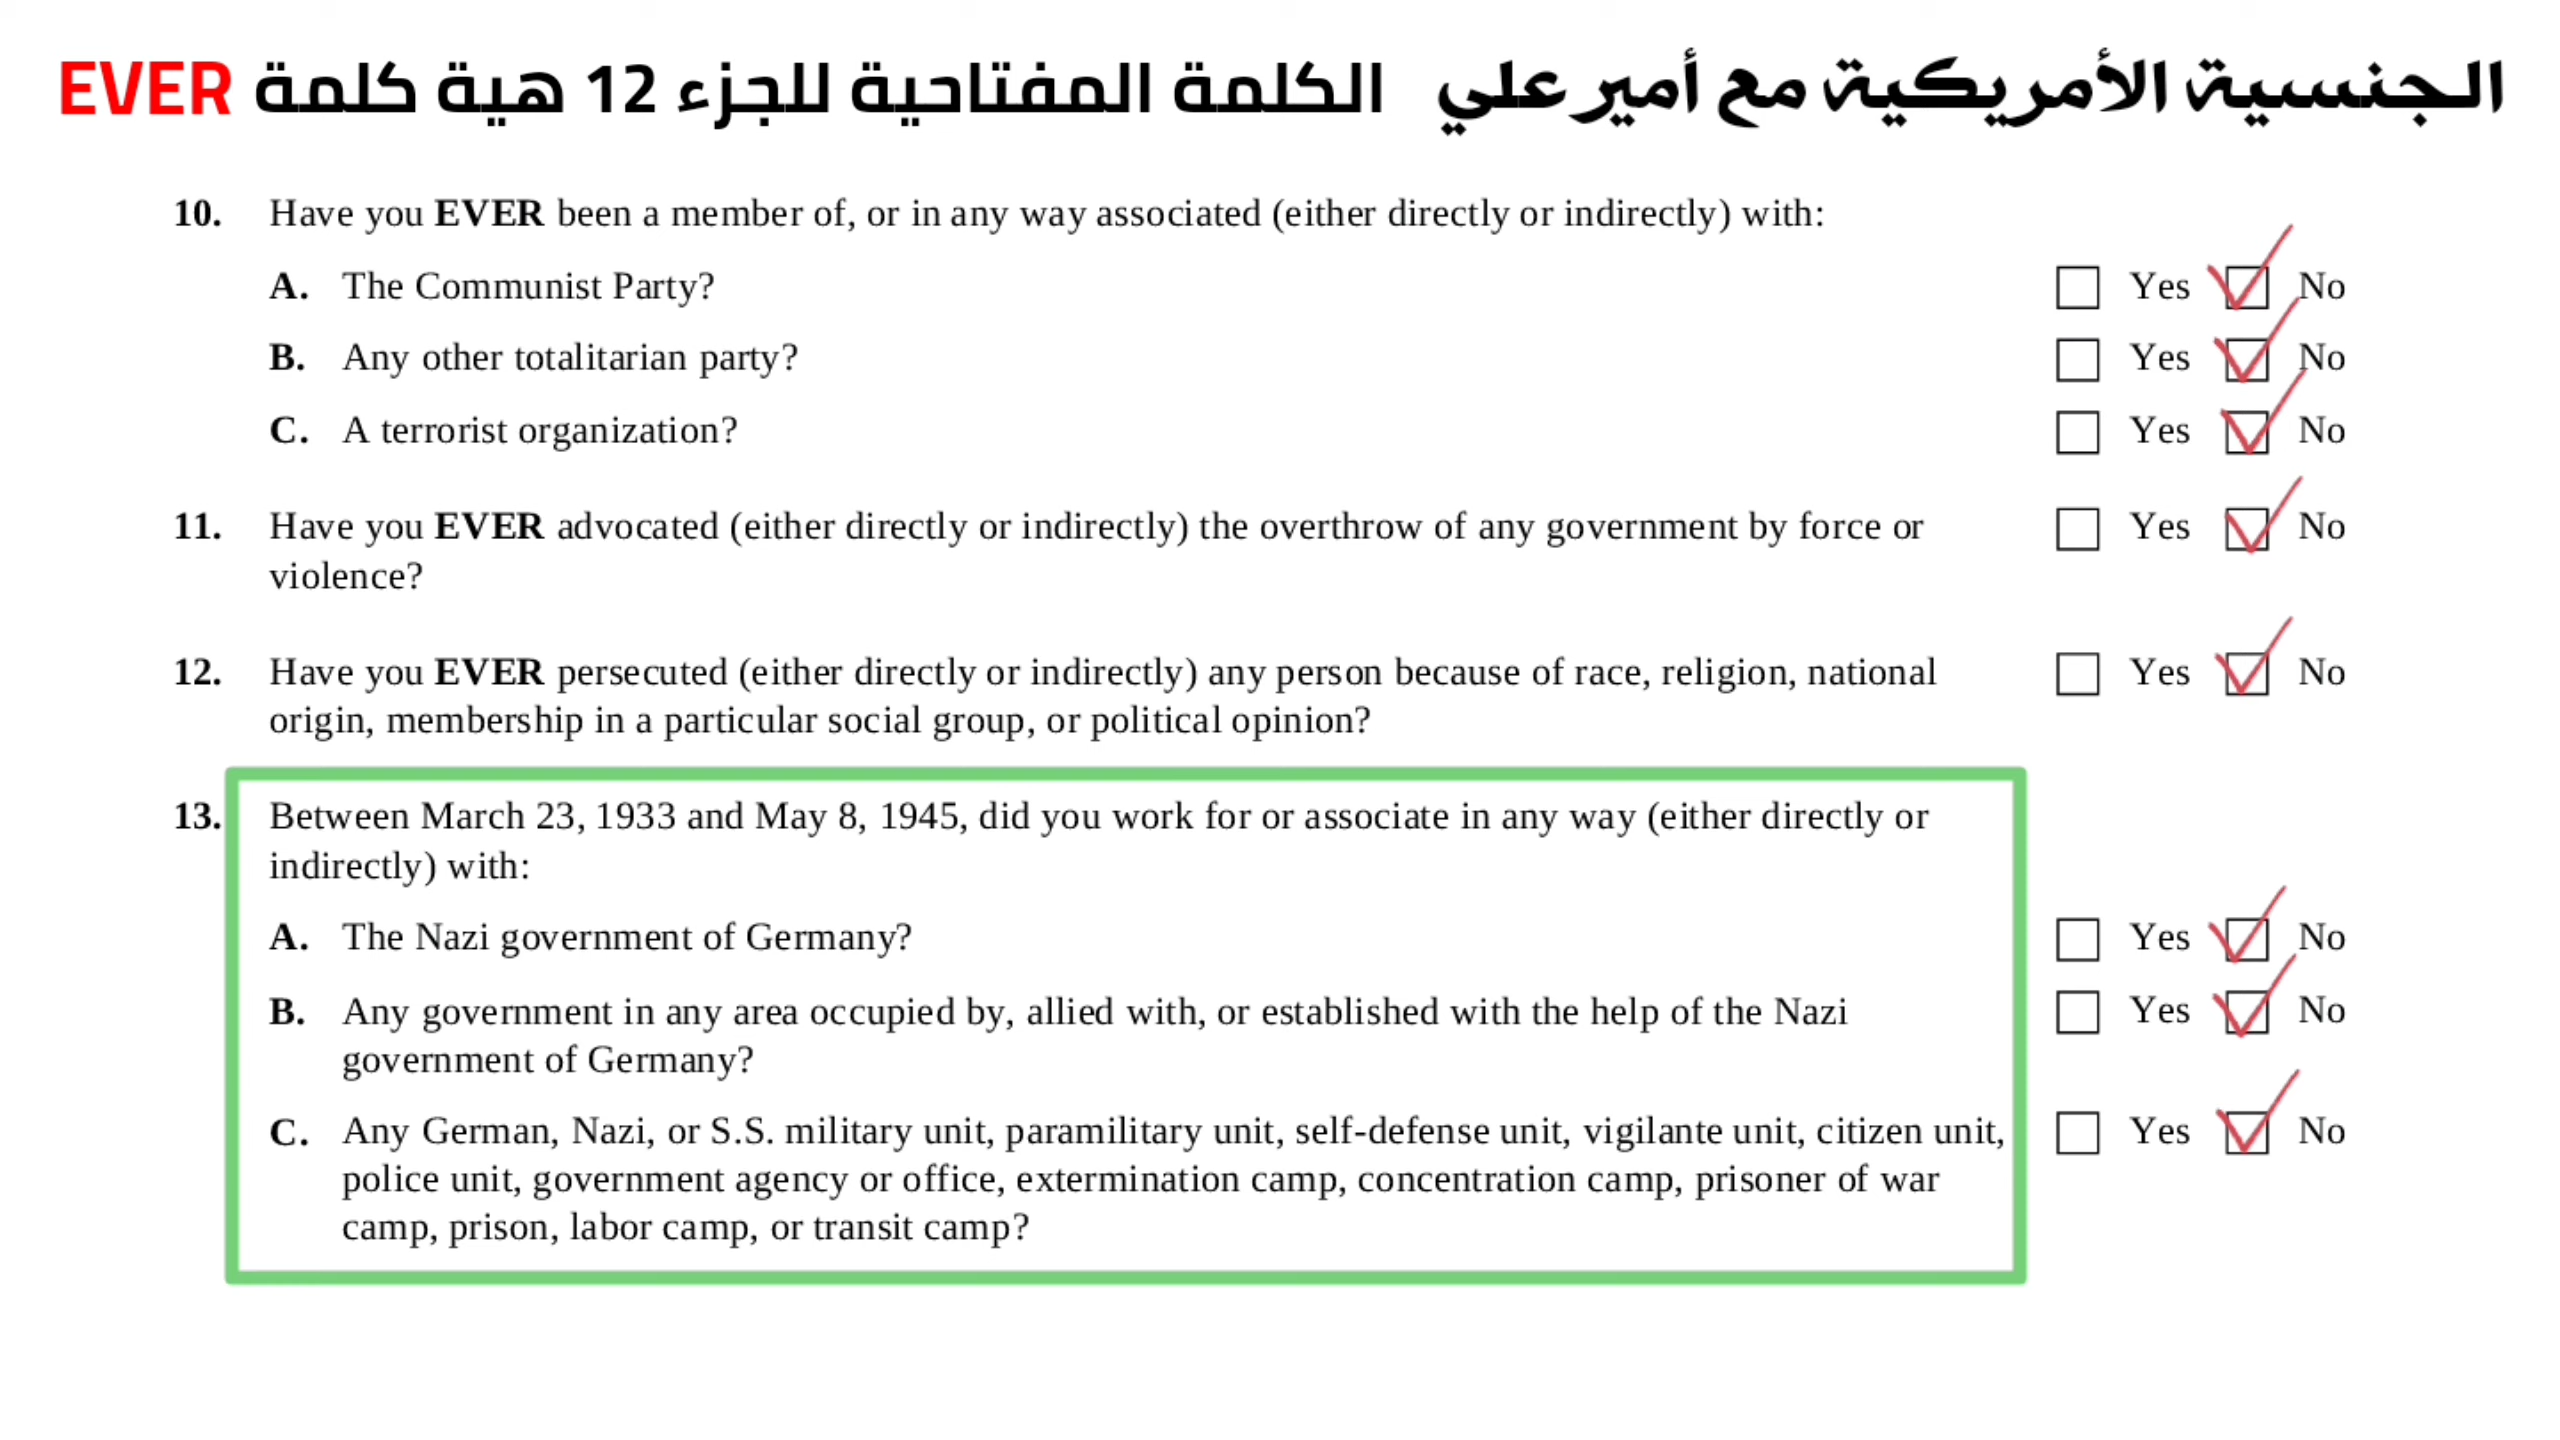 الجنسية الأمريكية مع أمير علي الكلمة المفتاحية للجزء 12 هية كلمة EVER
10. Have you EVER been a member of, or in any way associated (either directly or indirectly) with:
A. The Communist Party? Yes No
B. Any other totalitarian party? Yes No
C. A terrorist organization? Yes No
11. Have you EVER advocated (either directly or indirectly) the overthrow of any government by force or Yes No
violence?
12. Have you EVER persecuted (either directly or indirectly) any person because of race, religion, national Yes No
origin, membership in a particular social group, or political opinion?
13. Between March 23, 1933 and May 8, 1945, did you work for or associate in any way (either directly or
indirectly) with:
A. The Nazi government of Germany? Yes No
B. Any government in any area occupied by, allied with, or established with the help of the Nazi Yes No
government of Germany?
C. Any German, Nazi, or S.S. military unit, paramilitary unit, self-defense unit, vigilante unit, citizen unit, Yes No
police unit, government agency or office, extermination camp, concentration camp, prisoner of war
camp, prison, labor camp, or transit camp?